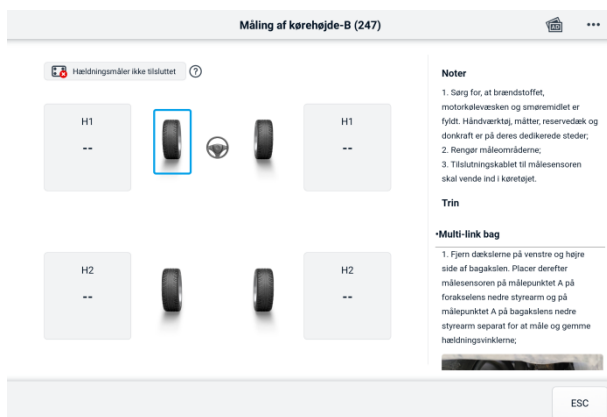 Måling af kørehøjde-B (247)
Hældningsmåler ikke tilsluttet
H1
--
H1
--
H2
--
H2
--
Noter
1. Sørg for, at brændstoffet,
motorkølevæsken og smøremidlet er
fyldt. Håndværktøj, måtter, reservedæk og
donkraft er på deres dedikerede steder;
2. Rengør måleområderne;
3. Tilslutningskablet til målesensoren
skal vende ind i køretøjet.
Trin
•Multi-link bag
1. Fjern dækslerne på venstre og højre
side af bagakslen. Placer derefter
målesensoren på målepunktet A på
forakselens nedre styrearm og på
målepunktet A på bagakslens nedre
styrearm separat for at måle og gemme
hældningsvinklerne;
ESC